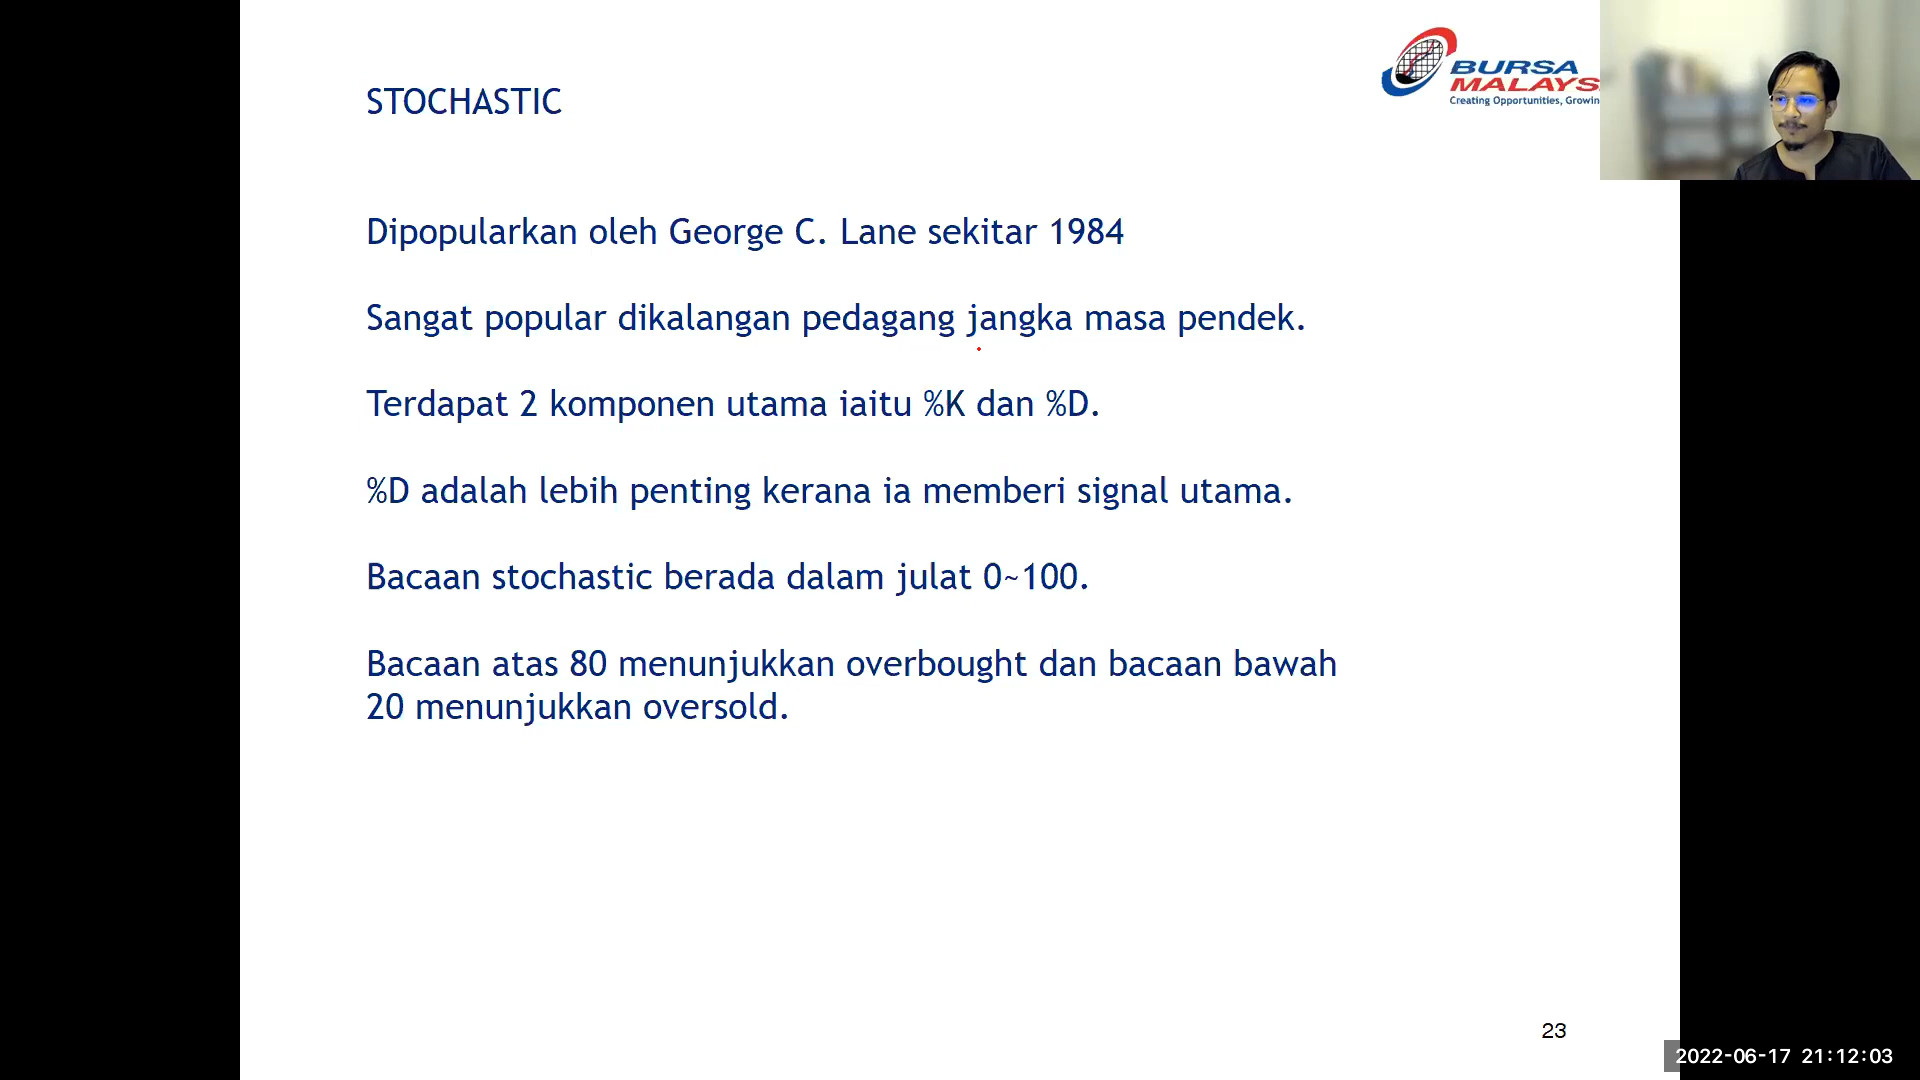 STOCHASTIC
BURSA
MALAYS
Creating Opportunities, Growin
Dipopularkan oleh George C. Lane sekitar 1984
Sangat popular dikalangan pedagang jangka masa pendek.
Terdapat 2 komponen utama iaitu %K dan %D.
%D adalah lebih penting kerana ia memberi signal utama.
Bacaan stochastic berada dalam julat 0~100.
Bacaan atas 80 menunjukkan overbought dan bacaan bawah
20 menunjukkan oversold.
23
2022-06-17 21:12:03